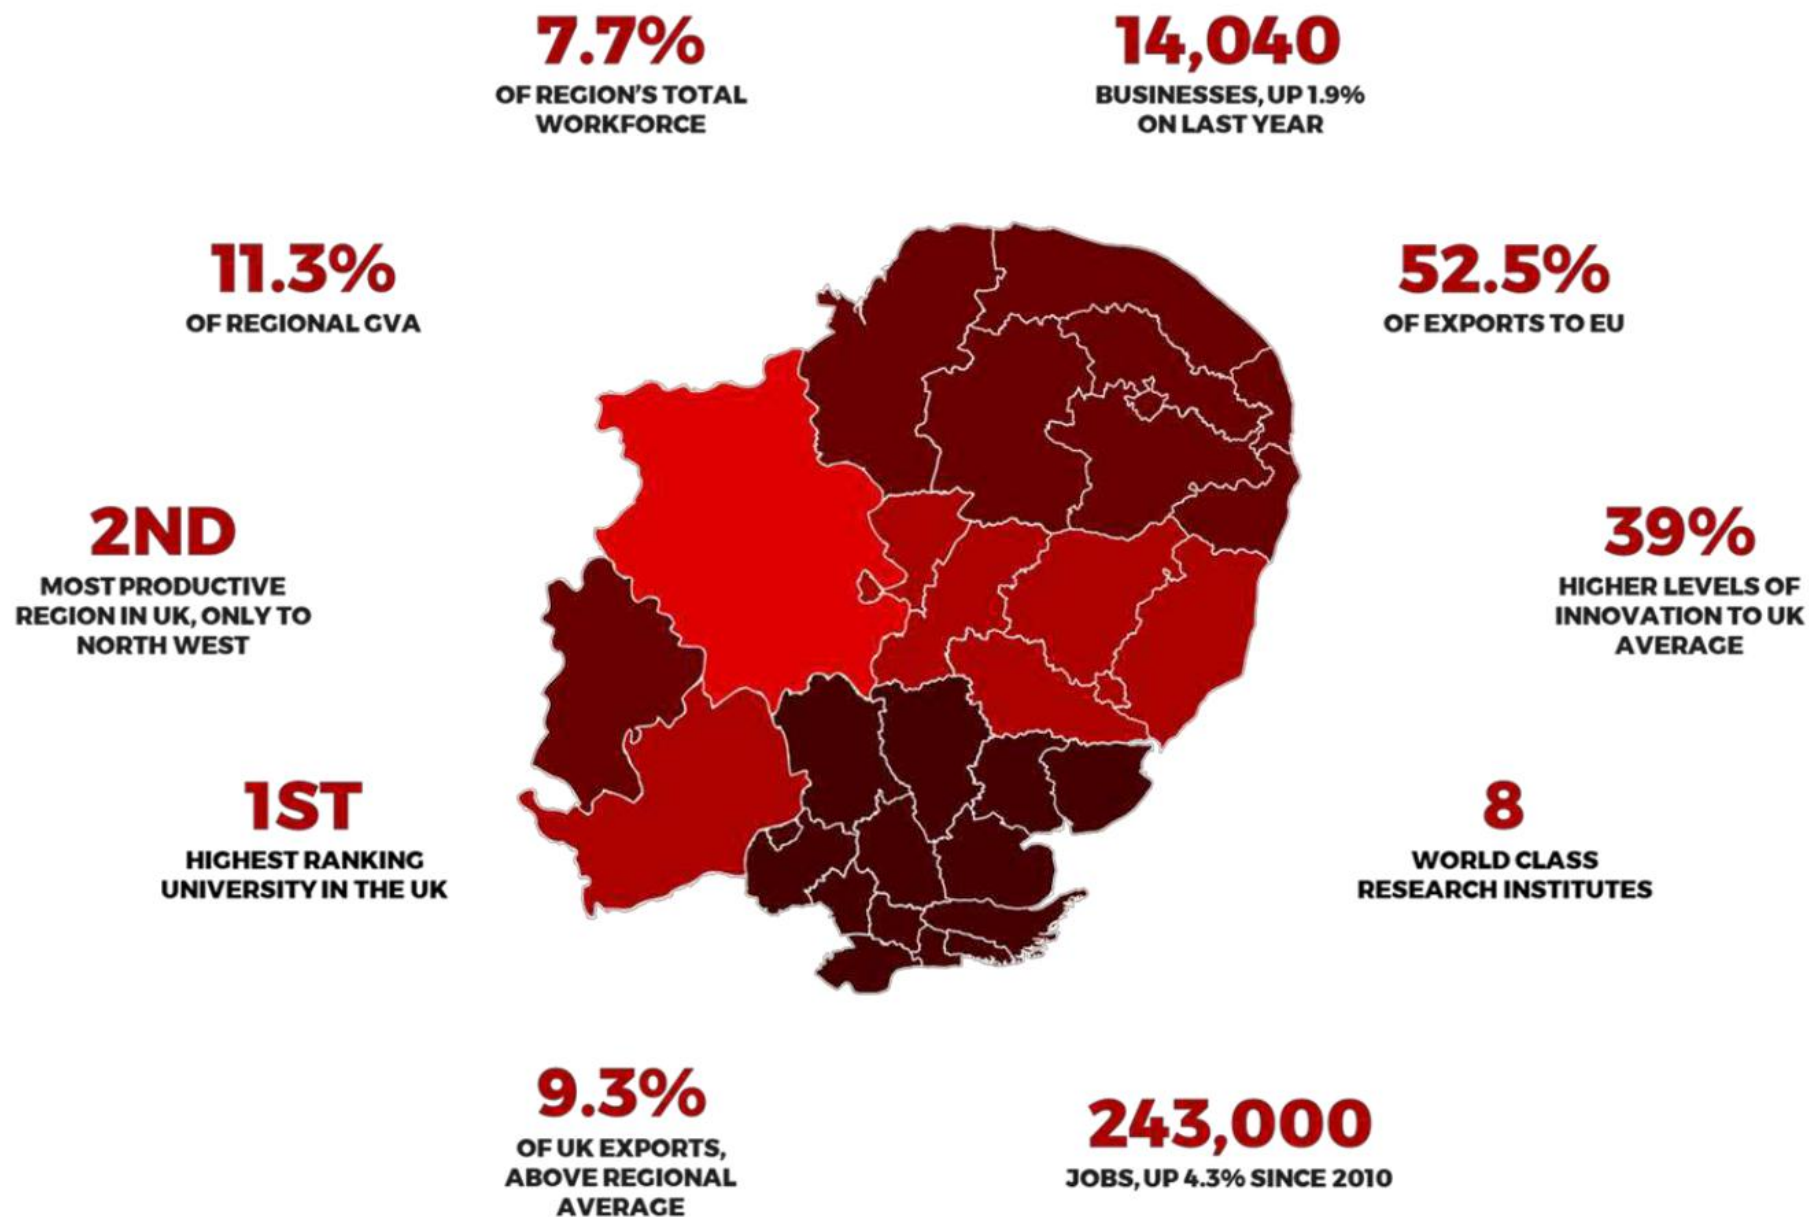 7.7%
OF REGION'S TOTAL
WORKFORCE
14,040
BUSINESSES, UP 1.9%
ON LAST YEAR
11.3%
OF REGIONAL GVA
52.5%
OF EXPORTS TO EU
2ND
MOST PRODUCTIVE
REGION IN UK, ONLY TO
NORTH WEST
39%
HIGHER LEVELS OF
INNOVATION TO UK
AVERAGE
1ST
HIGHEST RANKING
UNIVERSITY IN THE UK
8
WORLD CLASS
RESEARCH INSTITUTES
9.3%
OF UK EXPORTS,
ABOVE REGIONAL
AVERAGE
243,000
JOBS, UP 4.3% SINCE 2010